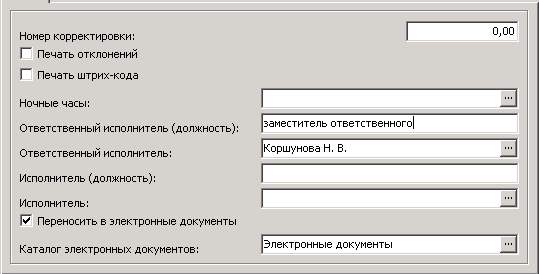 Номер корректировки: 0,00
Печать отклонений
Печать штрих-кода
Ночные часы: ...
Ответственный исполнитель (должность): заместитель ответственного
Ответственный исполнитель: Коршунова Н. В. ...
Исполнитель (должность):
Исполнитель: ...
Переносить в электронные документы
Каталог электронных документов: Электронные документы ...